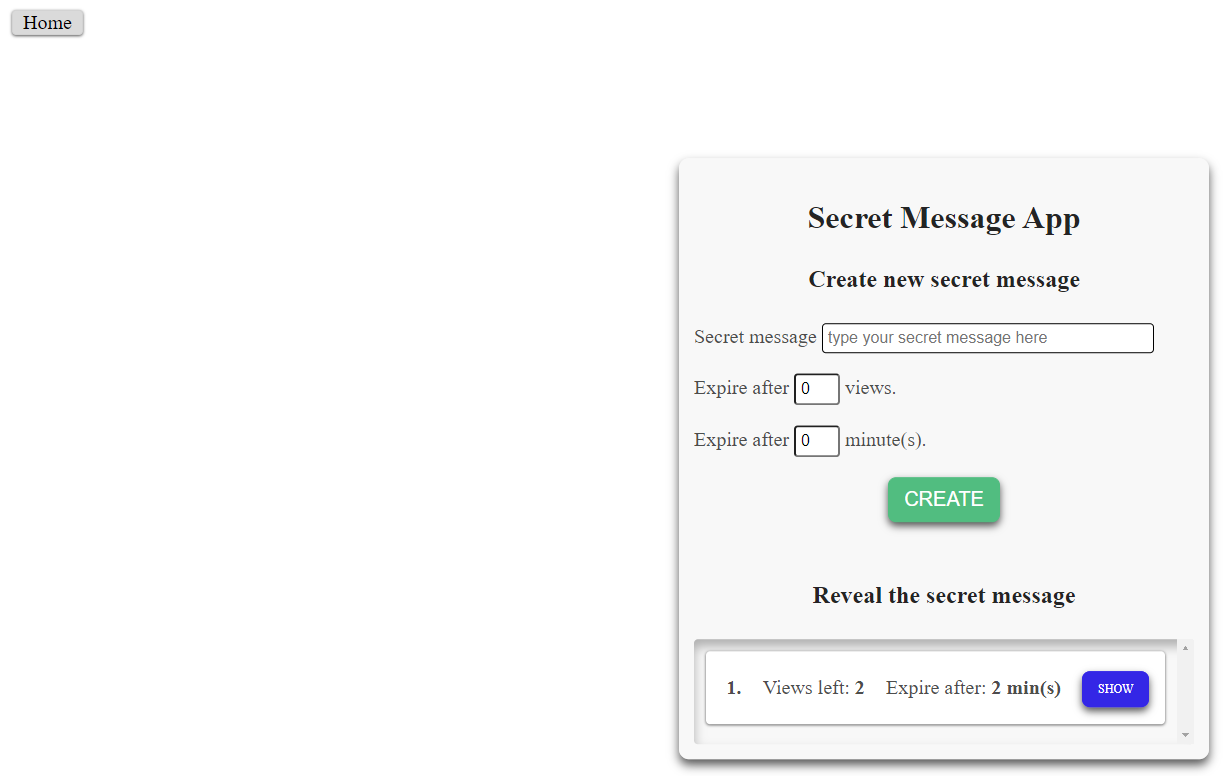 Home
Secret Message App
Create new secret message
Secret message type your secret message here
Expire after 0 views.
Expire after 0 minute(s).
CREATE
Reveal the secret message
1. Views left: 2 Expire after: 2 min(s) SHOW